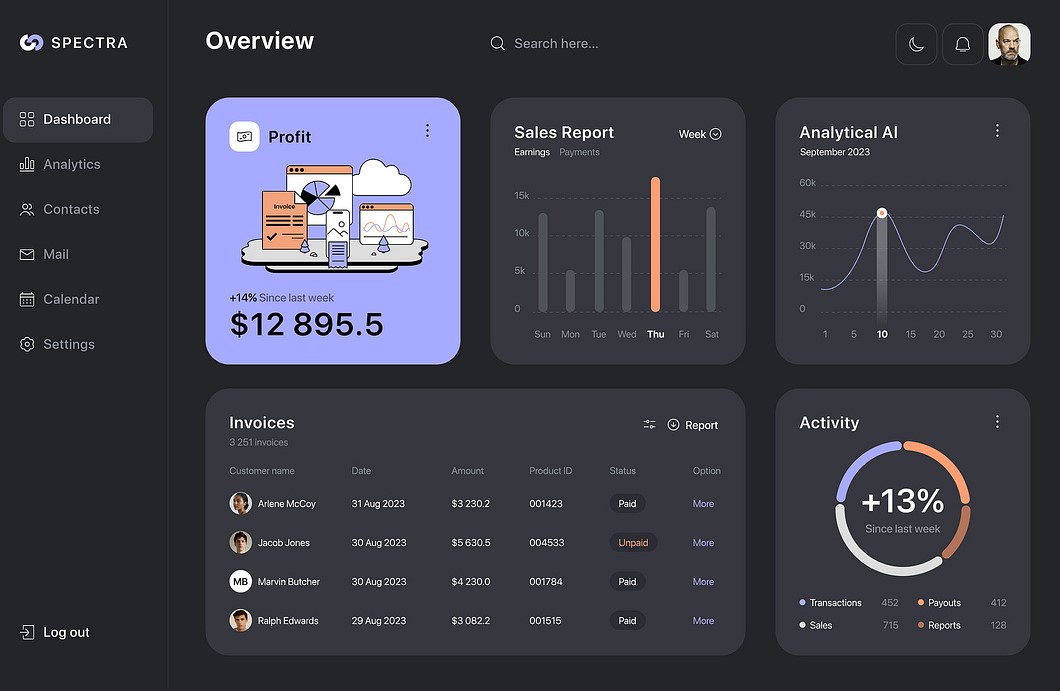 SPECTRA
Overview
Search here...
Dashboard
Analytics
Contacts
Mail
Calendar
Settings
Log out
Profit
Invoice
+14% Since last week
$12 895.5
Sales Report
Week
Earnings Payments
15k
10k
5k
0
Sun Mon Tue Wed Thu Fri Sat
Analytical AI
September 2023
60k
45k
30k
15k
0
1 5 10 15 20 25 30
Invoices
3 251 invoices
Report
Customer name Date Amount Product ID Status Option
Arlene McCoy 31 Aug 2023 $3 230.2 001423 Paid More
Jacob Jones 30 Aug 2023 $5 630.5 004533 Unpaid More
MB Marvin Butcher 30 Aug 2023 $4 230.0 001784 Paid More
Ralph Edwards 29 Aug 2023 $3 082.2 001515 Paid More
Activity
+13%
Since last week
Transactions 452 Payouts 412
Sales 715 Reports 128